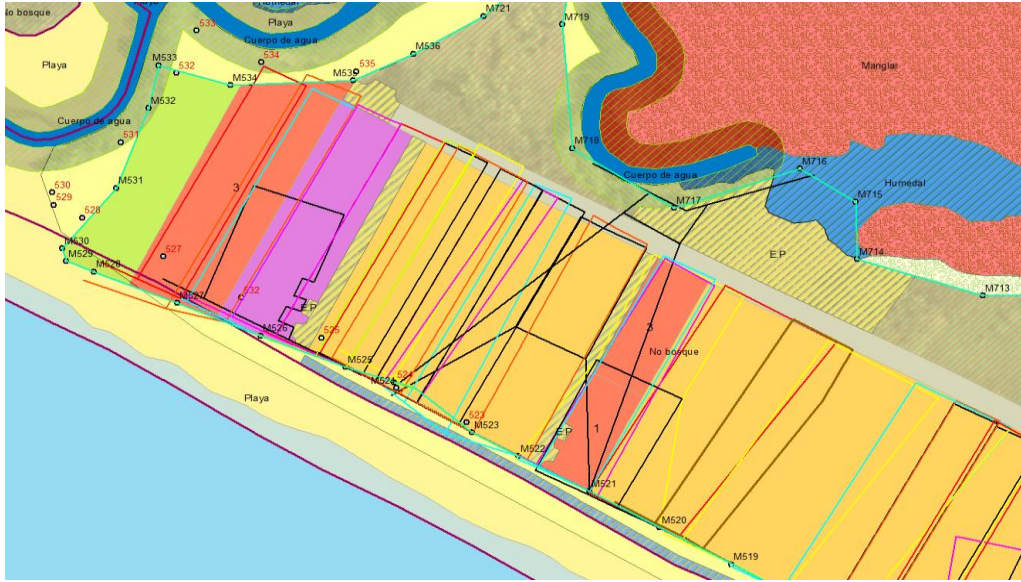 No bosque
Playa
Humedal
M721
M719
Playa
533
Cuerpo de agua
M536
534
Playa
M533
532
535
M534
M535
Manglar
M532
Cuerpo de agua
531
M718
M716
Cuerpo de agua
Humedal
M531
3
530
529
528
M715
M717
M530
527
E.P
M529
M714
M528
532
M713
M527
E.P
3
M526
525
No bosque
M525
M524
524
Playa
523
1
M523
E.P
M522
M521
M520
M519